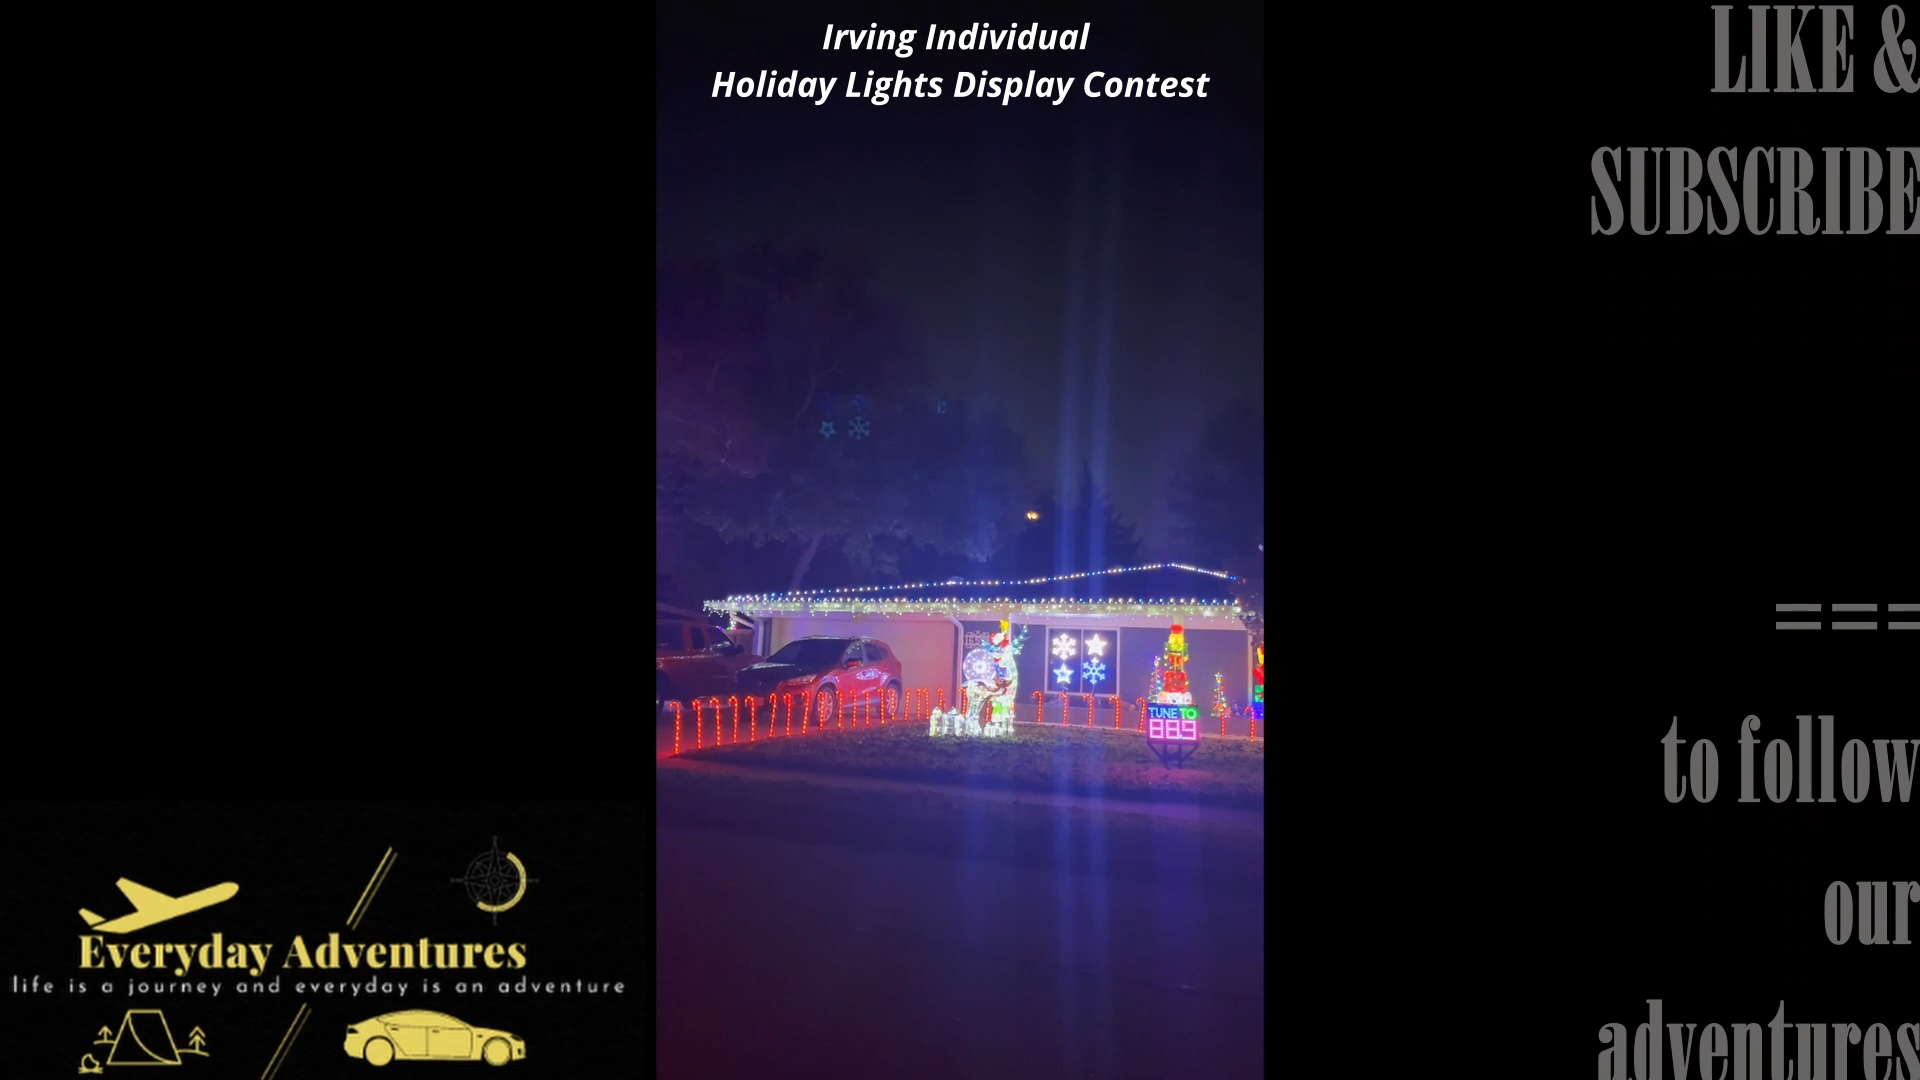 Irving Individual
Holiday Lights Display Contest
LIKE &
SUBSCRIBE
===
to follow
our
adventures
TUNE TO
88.9
Everyday Adventures
life is a journey and everyday is an adventure